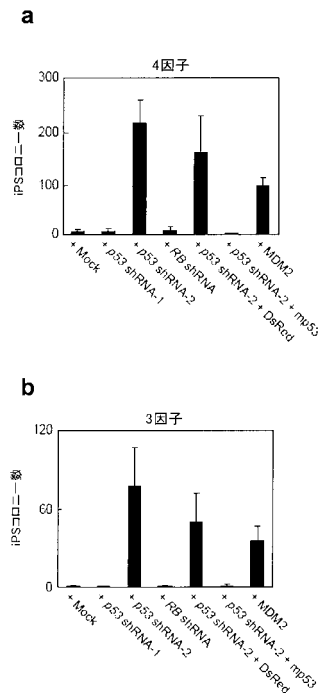 a
4因子
iPSコロニー数
300
200
100
0
+ Mock
+ p53 shRNA-1
+ p53 shRNA-2
+ RB shRNA
+ p53 shRNA-2 + DsRed
+ p53 shRNA-2 + mp53
+ MDM2
b
3因子
iPSコロニー数
120
60
0
+ Mock
+ p53 shRNA-1
+ p53 shRNA-2
+ RB shRNA
+ p53 shRNA-2 + DsRed
+ p53 shRNA-2 + mp53
+ MDM2